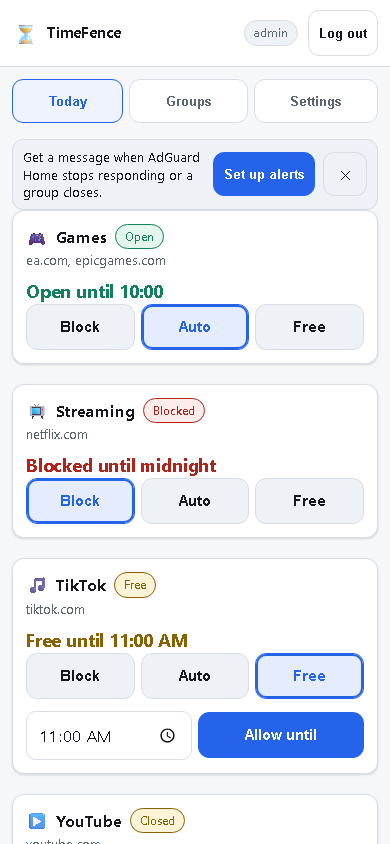 TimeFence
admin
Log out
Today
Groups
Settings
Get a message when AdGuard
Home stops responding or a
group closes.
Set up alerts
Games
Open
ea.com, epicgames.com
Open until 10:00
Block
Auto
Free
Streaming
Blocked
netflix.com
Blocked until midnight
Block
Auto
Free
TikTok
Free
tiktok.com
Free until 11:00 AM
Block
Auto
Free
11:00 AM
Allow until
YouTube
Closed
youtube.com